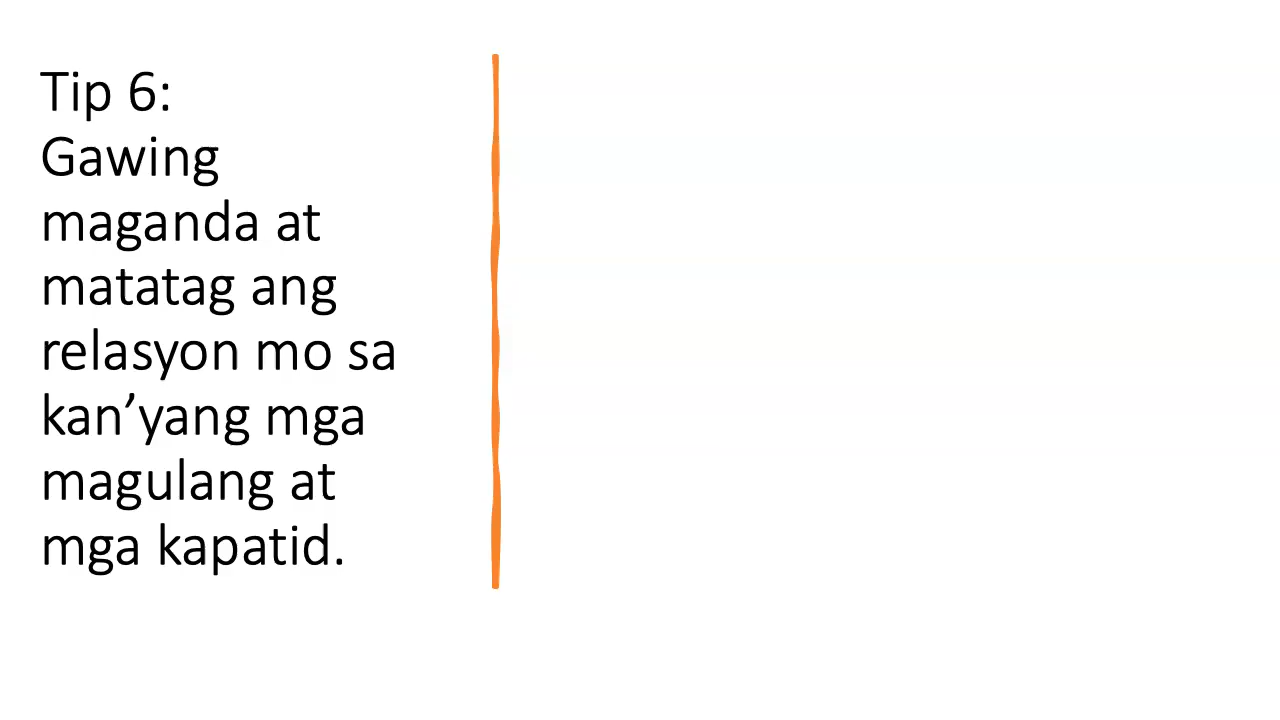 Tip 6:
Gawing
maganda at
matatag ang
relasyon mo sa
kan’yang mga
magulang at
mga kapatid.